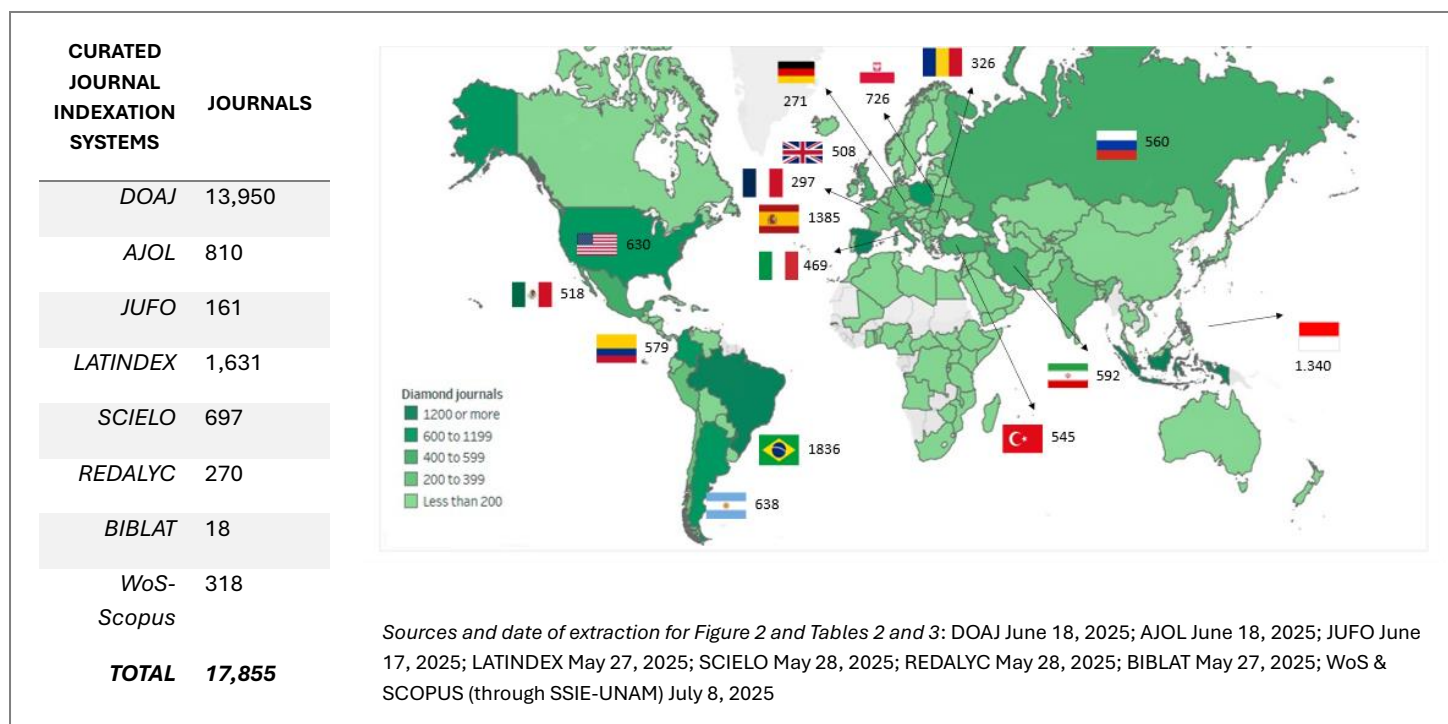 CURATED
JOURNAL
INDEXATION
SYSTEMS
JOURNALS
DOAJ 13,950
AJOL 810
JUFO 161
LATINDEX 1,631
SCIELO 697
REDALYC 270
BIBLAT 18
WoS-
Scopus
318
TOTAL 17,855
271
726
326
508
297
1385
469
560
630
518
579
592
1.340
545
1836
638
Diamond journals
1200 or more
600 to 1199
400 to 599
200 to 399
Less than 200
Sources and date of extraction for Figure 2 and Tables 2 and 3: DOAJ June 18, 2025; AJOL June 18, 2025; JUFO June
17, 2025; LATINDEX May 27, 2025; SCIELO May 28, 2025; REDALYC May 28, 2025; BIBLAT May 27, 2025; WoS &
SCOPUS (through SSIE-UNAM) July 8, 2025